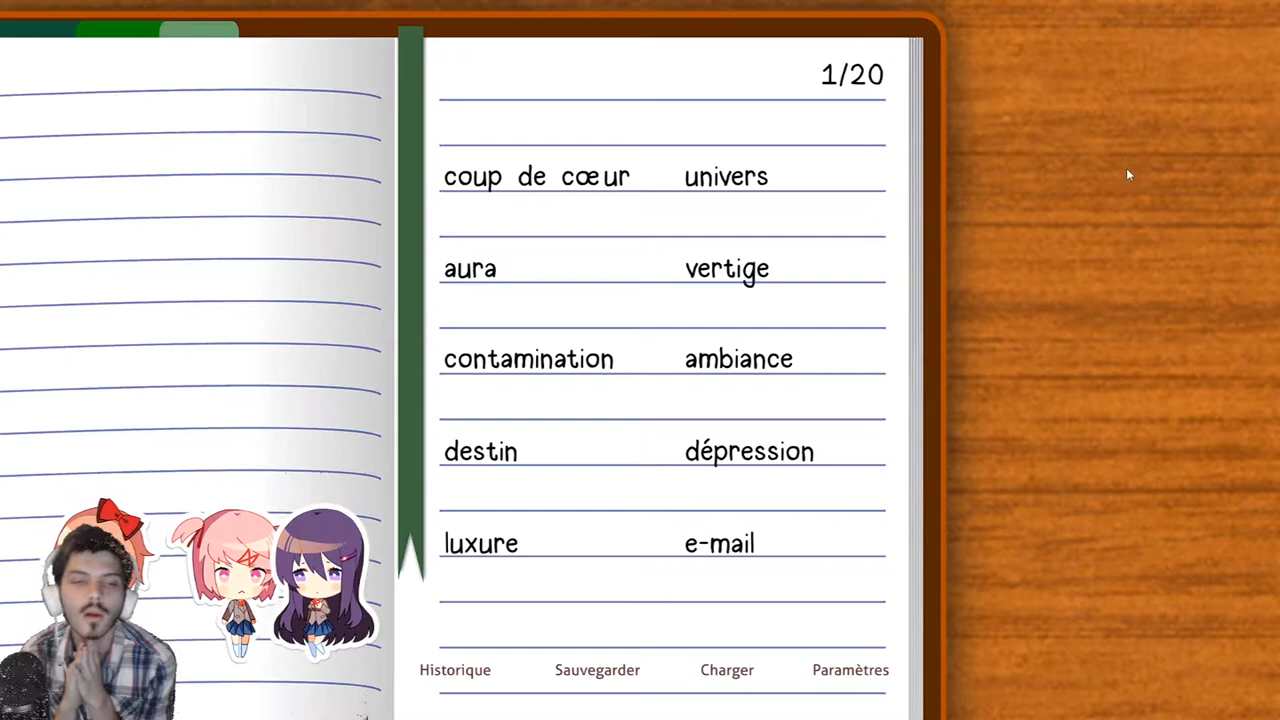 1/20
coup de cœur univers
aura vertige
contamination ambiance
destin dépression
luxure e-mail
Historique Sauvegarder Charger Paramètres